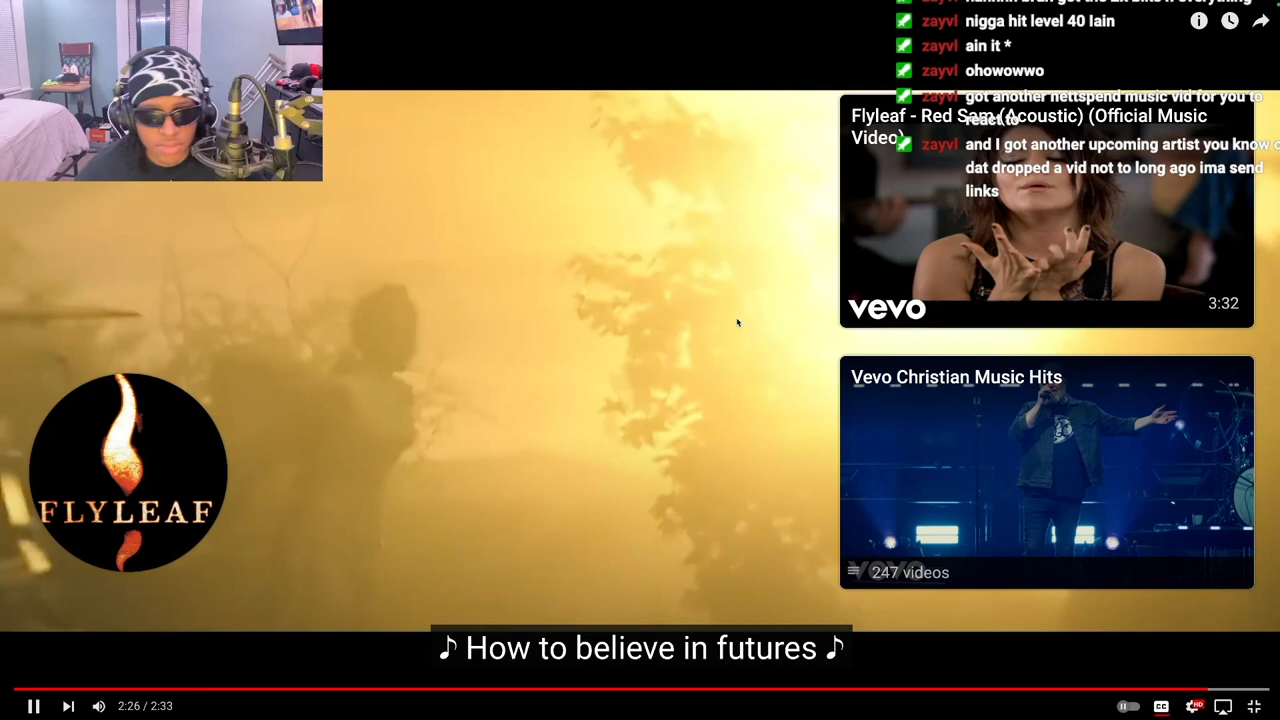 zayvl nigga hit level 40 lain
zayvl ain it *
zayvl ohowowwo
zayvl got another nettspend music vid for you to
react to
zayvl and I got another upcoming artist you know
dat dropped a vid not to long ago ima send
links
Flyleaf - Red Sam (Acoustic) (Official Music
Video)
vevo
3:32
Vevo Christian Music Hits
247 videos
FLYLEAF
♪ How to believe in futures ♪
2:26 / 2:33
CC
HD